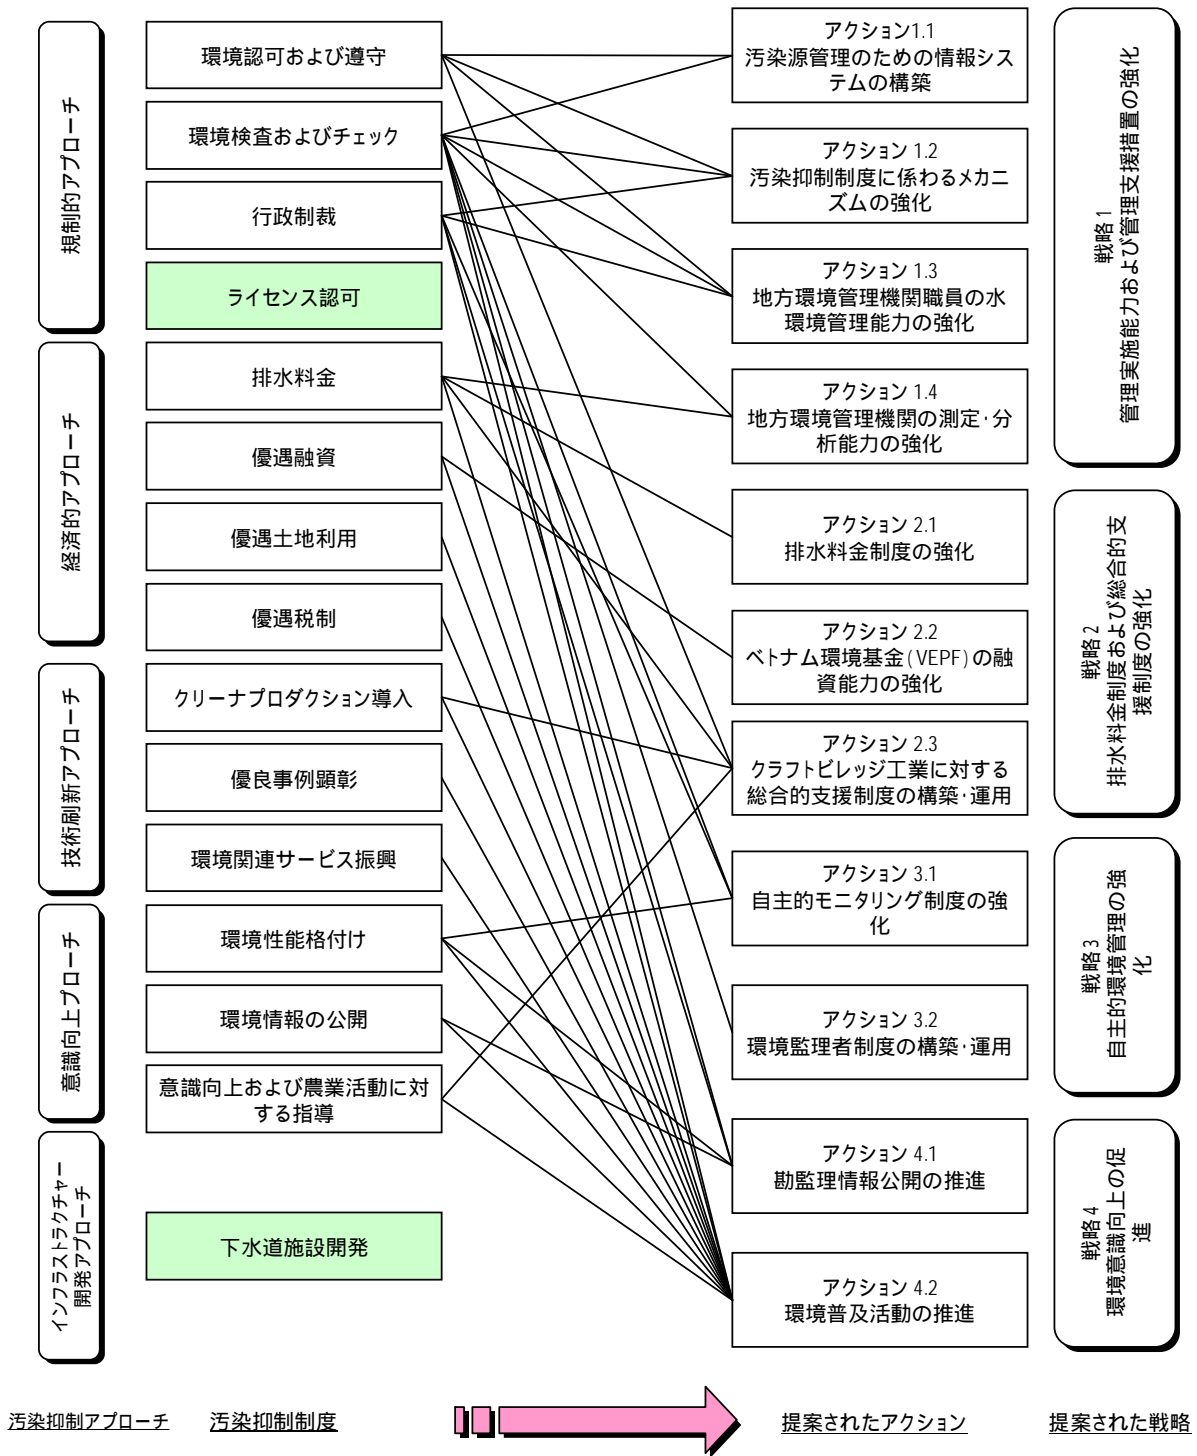 規制的アプローチ
経済的アプローチ
技術刷新アプローチ
意識向上プローチ
インフラストラクチャー
開発アプローチ
環境認可および遵守
環境検査およびチェック
行政制裁
ライセンス認可
排水料金
優遇融資
優遇土地利用
優遇税制
クリーナプロダクション導入
優良事例顕彰
環境関連サービス振興
環境性能格付け
環境情報の公開
意識向上および農業活動に対
する指導
下水道施設開発
アクション1.1
汚染源管理のための情報シス
テムの構築
アクション 1.2
汚染抑制制度に係わるメカニ
ズムの強化
アクション 1.3
地方環境管理機関職員の水
環境管理能力の強化
アクション 1.4
地方環境管理機関の測定・分
析能力の強化
アクション 2.1
排水料金制度の強化
アクション 2.2
ベトナム環境基金(VEPF)の融
資能力の強化
アクション 2.3
クラフトビレッジ工業に対する
総合的支援制度の構築・運用
アクション 3.1
自主的モニタリング制度の強
化
アクション 3.2
環境監理者制度の構築・運用
アクション 4.1
勘監理情報公開の推進
アクション 4.2
環境普及活動の推進
戦略1
管理実施能力および管理支援措置の強化
戦略2
排水料金制度および総合的支
援制度の強化
戦略3
自主的環境管理の強
化
戦略4
環境意識向上の促
進
汚染抑制アプローチ
汚染抑制制度
提案されたアクション
提案された戦略